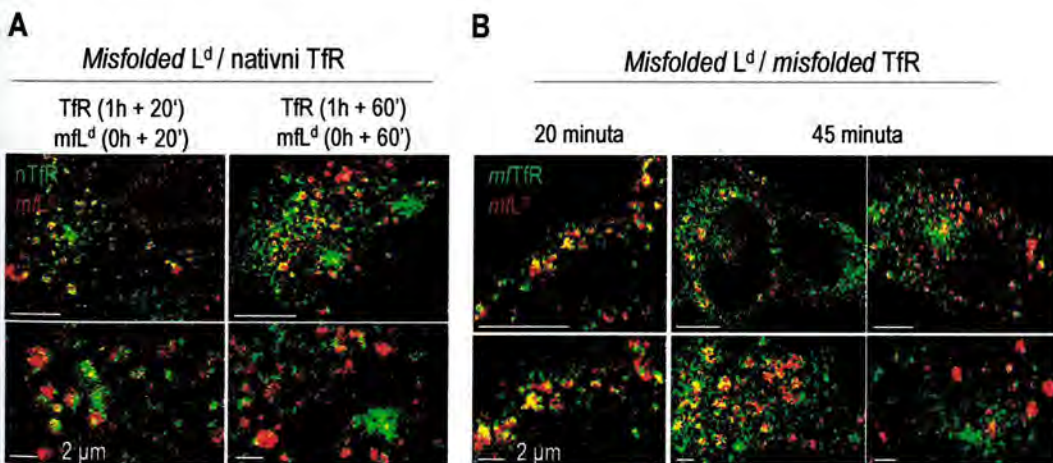 A
Misfolded Lᵈ / nativni TfR
TfR (1h + 20')
mfLᵈ (0h + 20')
TfR (1h + 60')
mfLᵈ (0h + 60')
nTfR
mfLᵈ
2 µm
B
Misfolded Lᵈ / misfolded TfR
20 minuta
45 minuta
mfTfR
mfLᵈ
2 µm